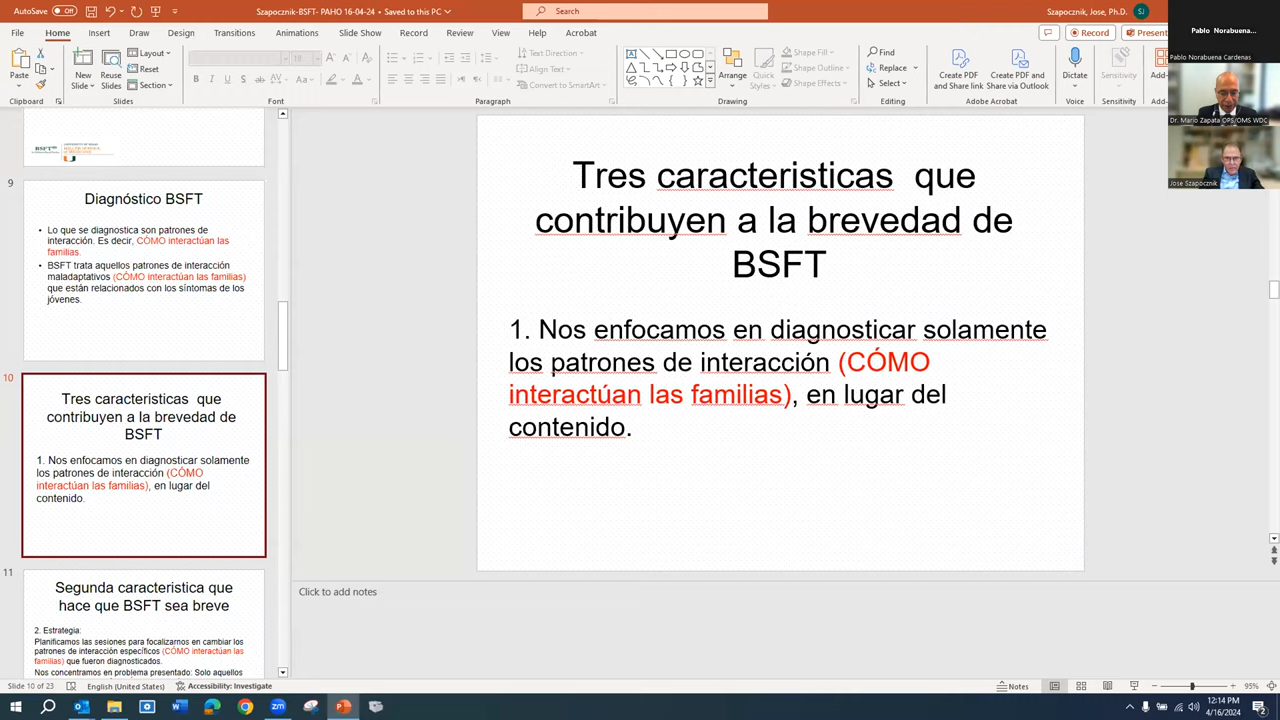 AutoSave Off
Szapocznik-BSFT- PAHO 16-04-24 • Saved to this PC
Search
Szapocznik, Jose, Ph.D.
SJ
File Home Insert Draw Design Transitions Animations Slide Show Record Review View Help Acrobat
Record
Present
Paste
New
Slide
Reuse
Slides
Layout
Reset
Section
18
Text Direction
Align Text
Convert to SmartArt
Arrange
Quick
Styles
Shape Fill
Shape Outline
Shape Effects
Find
Replace
Select
Create PDF
and Share link
Create PDF and
Share via Outlook
Dictate
Sensitivity
Add-
Clipboard
Slides
Font
Paragraph
Drawing
Editing
Adobe Acrobat
Voice
Sensitivity
Add-
Pablo Norabuena...
Pablo Norabuena Cardenas
Dr. Mario Zapata OPS/OMS WDC
Jose Szapocznik
9
Diagnóstico BSFT
• Lo que se diagnostica son patrones de
interacción. Es decir, CÓMO interactúan las
familias.
• BSFT trata aquellos patrones de interacción
maladaptativos (CÓMO interactúan las familias)
que están relacionados con los síntomas de los
jóvenes.
10
Tres caracteristicas que
contribuyen a la brevedad de
BSFT
1. Nos enfocamos en diagnosticar solamente
los patrones de interacción (CÓMO
interactúan las familias), en lugar del
contenido.
11
Segunda caracteristica que
hace que BSFT sea breve
2. Estrategia:
Planificamos las sesiones para focalizarnos en cambiar los
patrones de interacción específicos (CÓMO interactúan las
familias) que fueron diagnosticados.
Nos concentramos en problema presentado: Solo aquellos
Tres caracteristicas que
contribuyen a la brevedad de
BSFT
1. Nos enfocamos en diagnosticar solamente
los patrones de interacción (CÓMO
interactúan las familias), en lugar del
contenido.
Click to add notes
Slide 10 of 23
English (United States)
Accessibility: Investigate
Notes
95%
12:14 PM
4/16/2024